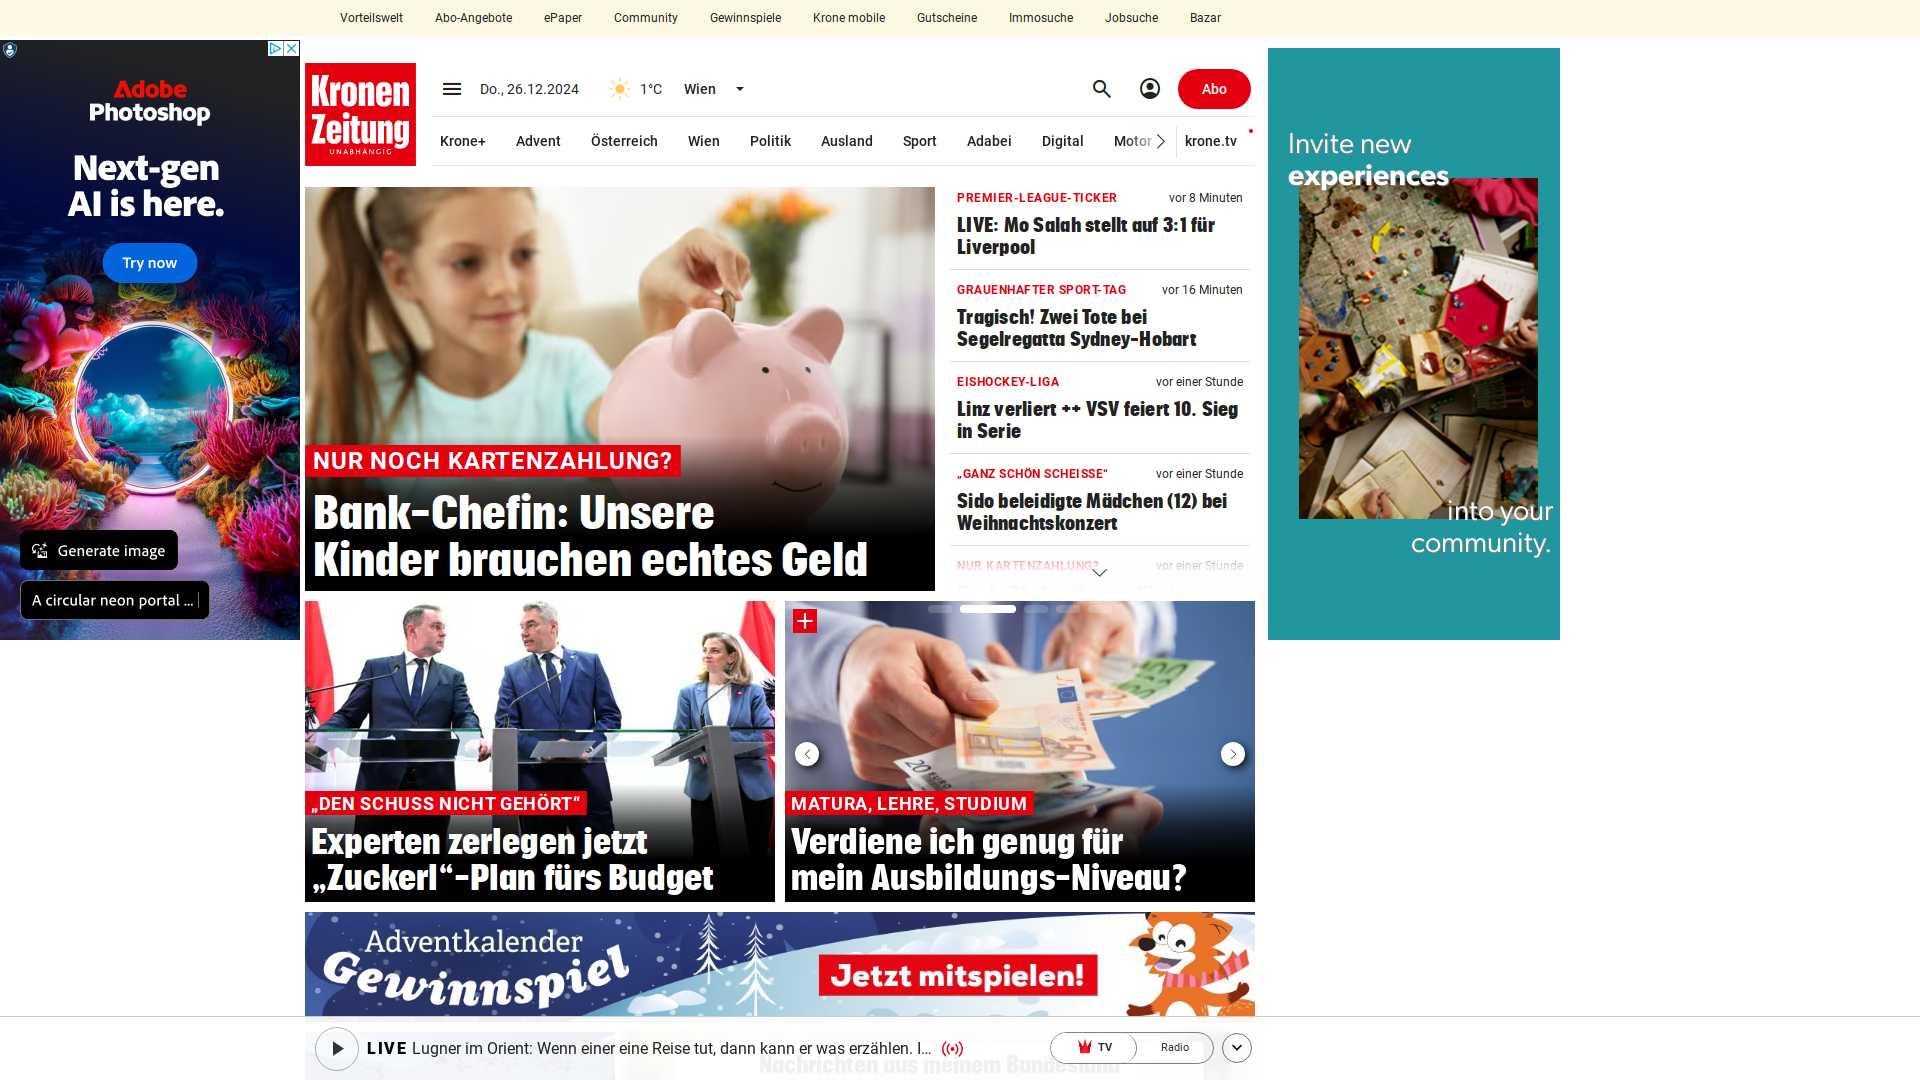 Vorteilswelt
Abo-Angebote
ePaper
Community
Gewinnspiele
Krone mobile
Gutscheine
Immosuche
Jobsuche
Bazar
Adobe
Photoshop
Next-gen
AI is here.
Try now
Generate image
A circular neon portal ...
Kronen
Zeitung
UNABHÄNGIG
Do., 26.12.2024
1°C
Wien
Abo
Krone+
Advent
Österreich
Wien
Politik
Ausland
Sport
Adabei
Digital
Motor
krone.tv
NUR NOCH KARTENZAHLUNG?
Bank-Chefin: Unsere
Kinder brauchen echtes Geld
PREMIER-LEAGUE-TICKER
vor 8 Minuten
LIVE: Mo Salah stellt auf 3:1 für
Liverpool
GRAUENHAFTER SPORT-TAG
vor 16 Minuten
Tragisch! Zwei Tote bei
Segelregatta Sydney-Hobart
EISHOCKEY-LIGA
vor einer Stunde
Linz verliert ++ VSV feiert 10. Sieg
in Serie
„GANZ SCHÖN SCHEISSE“
vor einer Stunde
Sido beleidigte Mädchen (12) bei
Weihnachtskonzert
NUR KARTENZAHLUNG?
vor einer Stunde
Invite new
experiences
into your
community.
„DEN SCHUSS NICHT GEHÖRT“
Experten zerlegen jetzt
„Zuckerl“-Plan fürs Budget
MATURA, LEHRE, STUDIUM
Verdiene ich genug für
mein Ausbildungs-Niveau?
Adventkalender
Gewinnspiel
Jetzt mitspielen!
LIVE Lugner im Orient: Wenn einer eine Reise tut, dann kann er was erzählen. I...
TV
Radio
Nachrichten aus meinem Bundesland